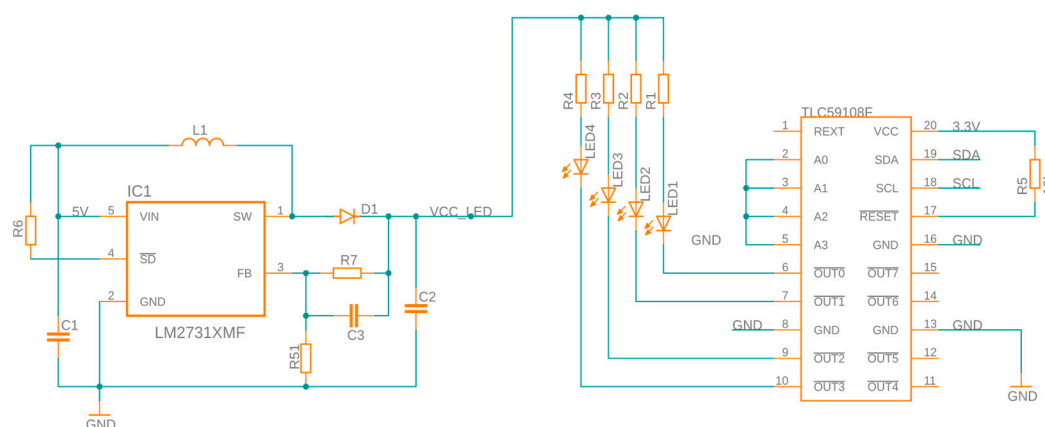 L1
IC1
5V
5
VIN
SW
1
D1
VCC_LED
R6
4
SD
FB
3
R7
2
GND
C2
C1
LM2731XMF
C3
R51
GND
R4
R3
R2
R1
LED4
LED3
LED2
LED1
GND
GND
TLC59108F
1
REXT
VCC
20
3.3V
2
A0
SDA
19
SDA
3
A1
SCL
18
SCL
R5
4
A2
RESET
17
5
A3
GND
16
GND
6
OUT0
OUT7
15
7
OUT1
OUT6
14
8
GND
GND
13
GND
9
OUT2
OUT5
12
10
OUT3
OUT4
11
GND